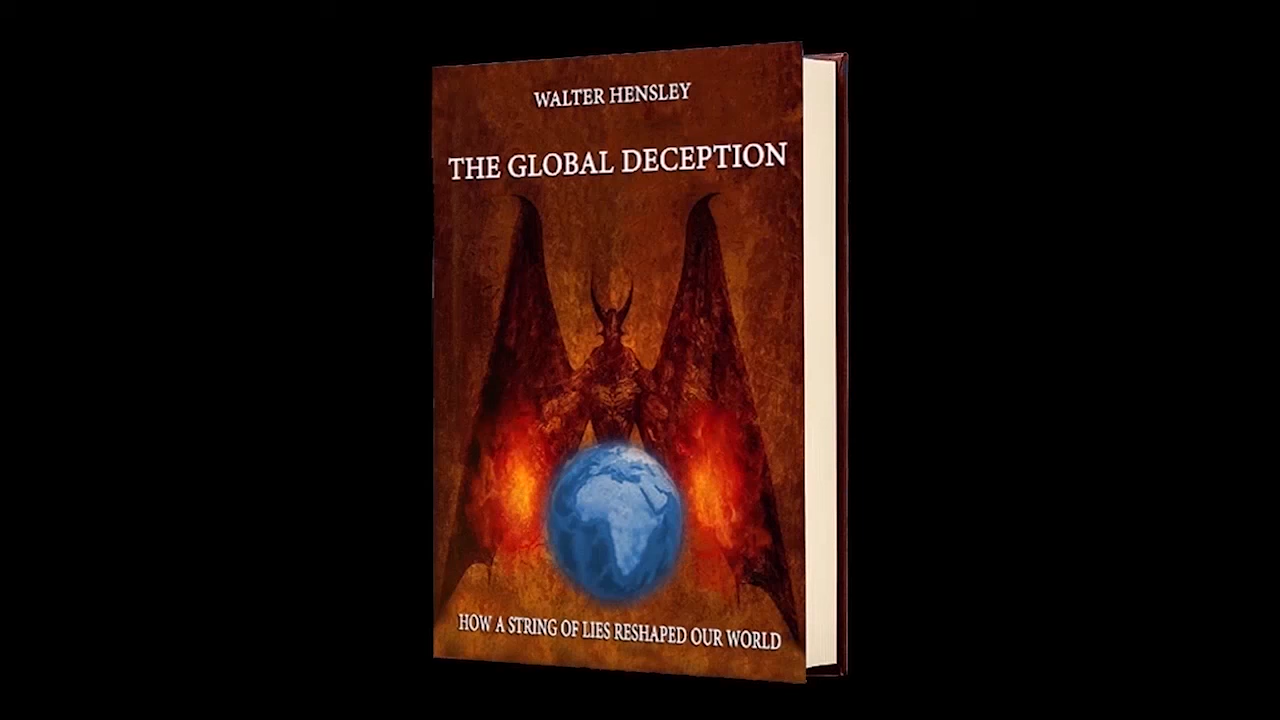 WALTER HENSLEY
THE GLOBAL DECEPTION
HOW A STRING OF LIES RESHAPED OUR WORLD